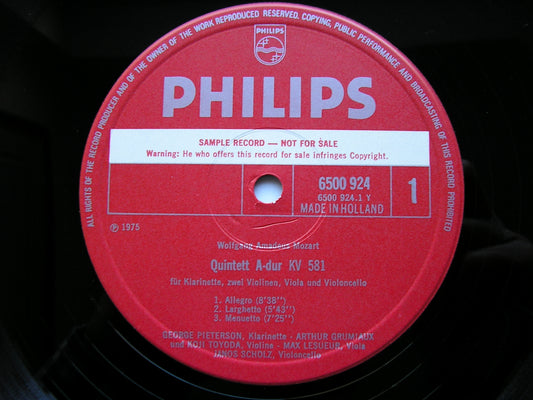 ALL RIGHTS OF THE RECORD PRODUCER AND OF THE OWNER OF THE WORK REPRODUCED RESERVED. COPYING, PUBLIC PERFORMANCE AND BROADCASTING OF THIS RECORD PROHIBITED
PHILIPS
PHILIPS
SAMPLE RECORD — NOT FOR SALE
Warning: He who offers this record for sale infringes Copyright.
6500 924
6500 924.1 Y
MADE IN HOLLAND
1
℗ 1975
Wolfgang Amadeus Mozart
Quintett A-dur KV 581
für Klarinette, zwei Violinen, Viola und Violoncello
1. Allegro (8'38'')
2. Larghetto (5'43'')
3. Menuetto (7'25'')
GEORGE PIETERSON, Klarinette - ARTHUR GRUMIAUX
und KOJI TOYODA, Violine - MAX LESUEUR, Viola
JANOS SCHOLZ, Violoncello